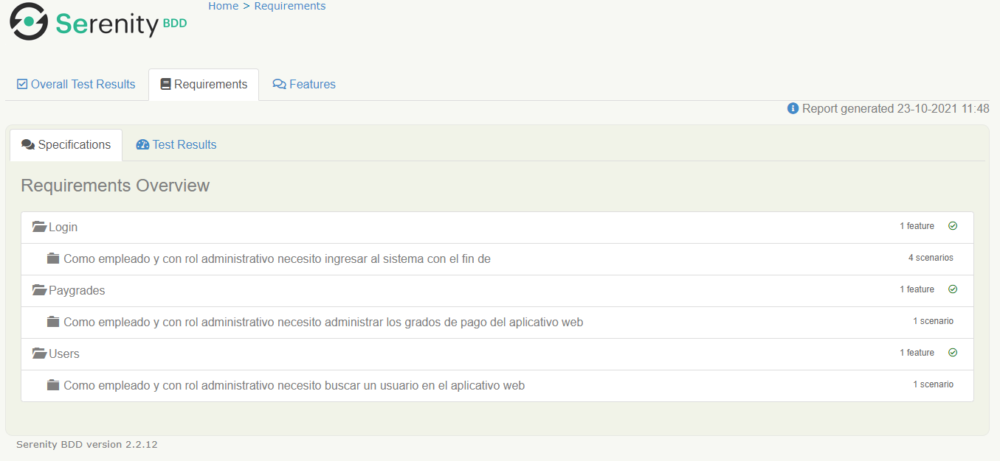 Serenity BDD
Home > Requirements
Overall Test Results
Requirements
Features
Report generated 23-10-2021 11:48
Specifications
Test Results
Requirements Overview
Login 1 feature
Como empleado y con rol administrativo necesito ingresar al sistema con el fin de 4 scenarios
Paygrades 1 feature
Como empleado y con rol administrativo necesito administrar los grados de pago del aplicativo web 1 scenario
Users 1 feature
Como empleado y con rol administrativo necesito buscar un usuario en el aplicativo web 1 scenario
Serenity BDD version 2.2.12